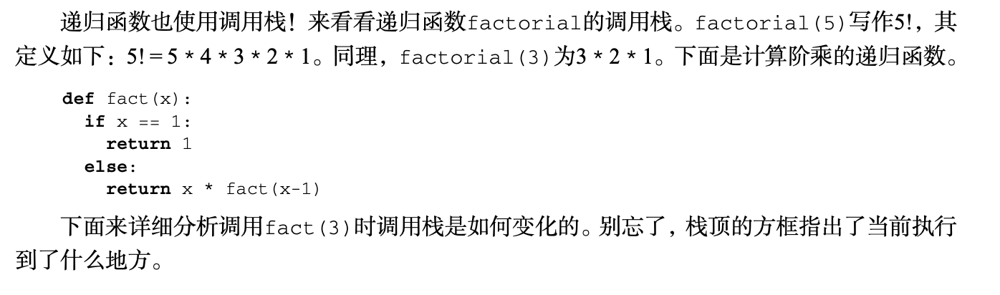 递归函数也使用调用栈！来看看递归函数factorial的调用栈。factorial(5)写作5!，其
定义如下：5! = 5 * 4 * 3 * 2 * 1。同理，factorial(3)为3 * 2 * 1。下面是计算阶乘的递归函数。
def fact(x):
  if x == 1:
    return 1
  else:
    return x * fact(x-1)
下面来详细分析调用fact(3)时调用栈是如何变化的。别忘了，栈顶的方框指出了当前执行
到了什么地方。